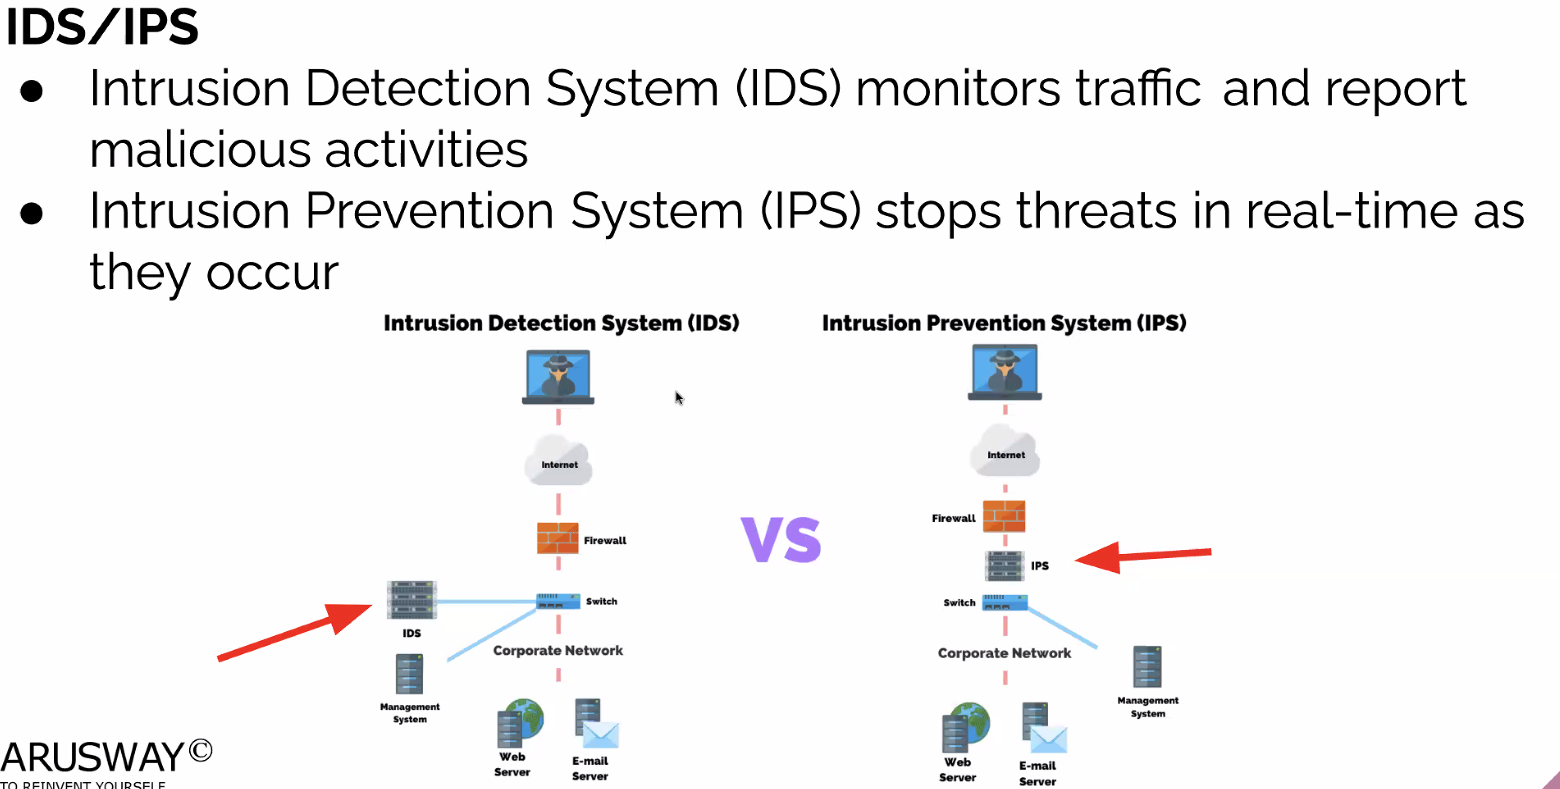 IDS/IPS
● Intrusion Detection System (IDS) monitors traffic and report
malicious activities
● Intrusion Prevention System (IPS) stops threats in real-time as
they occur
Intrusion Detection System (IDS)
Internet
Firewall
Switch
IDS
Corporate Network
Management
System
Web
Server
E-mail
Server
VS
Intrusion Prevention System (IPS)
Internet
Firewall
IPS
Switch
Corporate Network
Management
System
Web
Server
E-mail
Server
ARUSWAY©
TO REINVENT YOURSELF